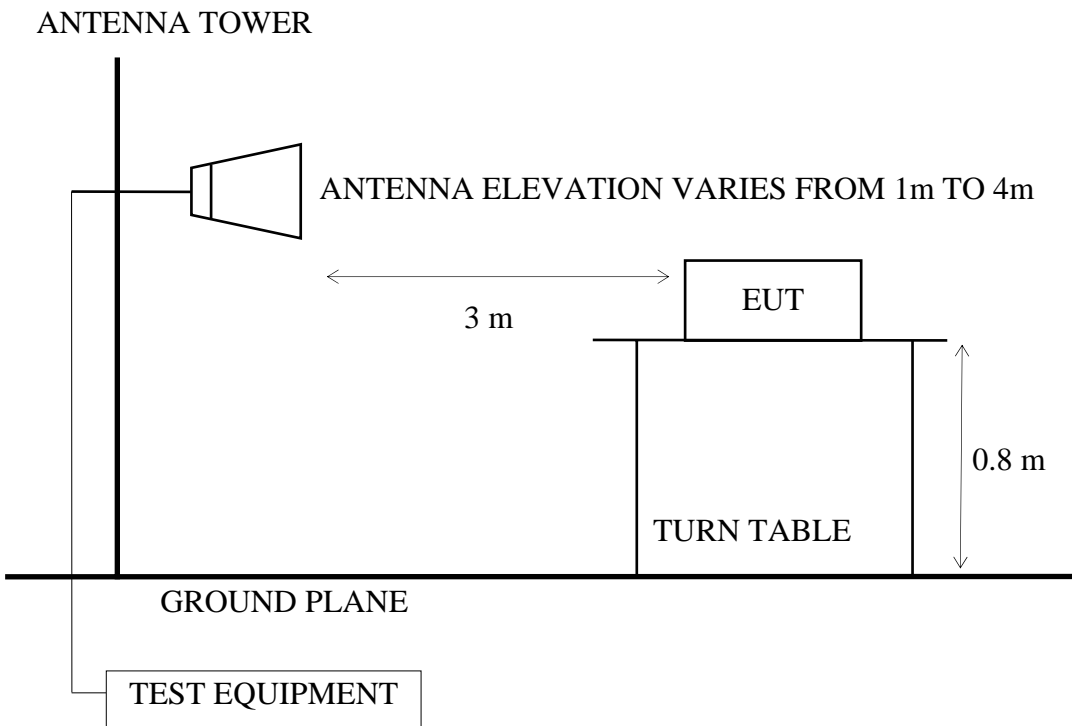 ANTENNA TOWER
ANTENNA ELEVATION VARIES FROM 1m TO 4m
EUT
3 m
0.8 m
TURN TABLE
GROUND PLANE
TEST EQUIPMENT